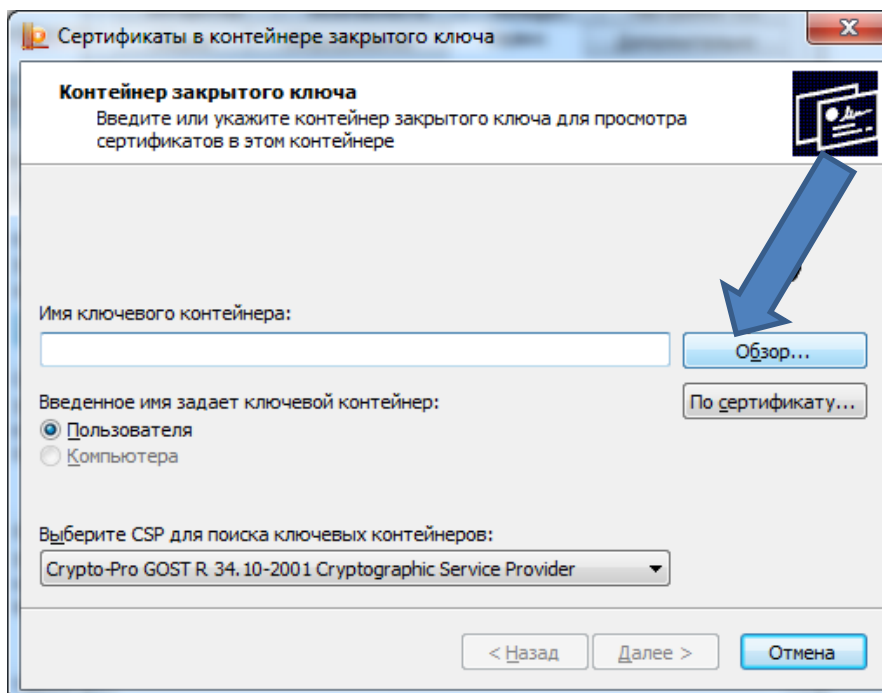 Сертификаты в контейнере закрытого ключа
Контейнер закрытого ключа
Введите или укажите контейнер закрытого ключа для просмотра
сертификатов в этом контейнере
Имя ключевого контейнера:
Обзор...
Введенное имя задает ключевой контейнер:
По сертификату...
Пользователя
Компьютера
Выберите CSP для поиска ключевых контейнеров:
Crypto-Pro GOST R 34.10-2001 Cryptographic Service Provider
< Назад
Далее >
Отмена